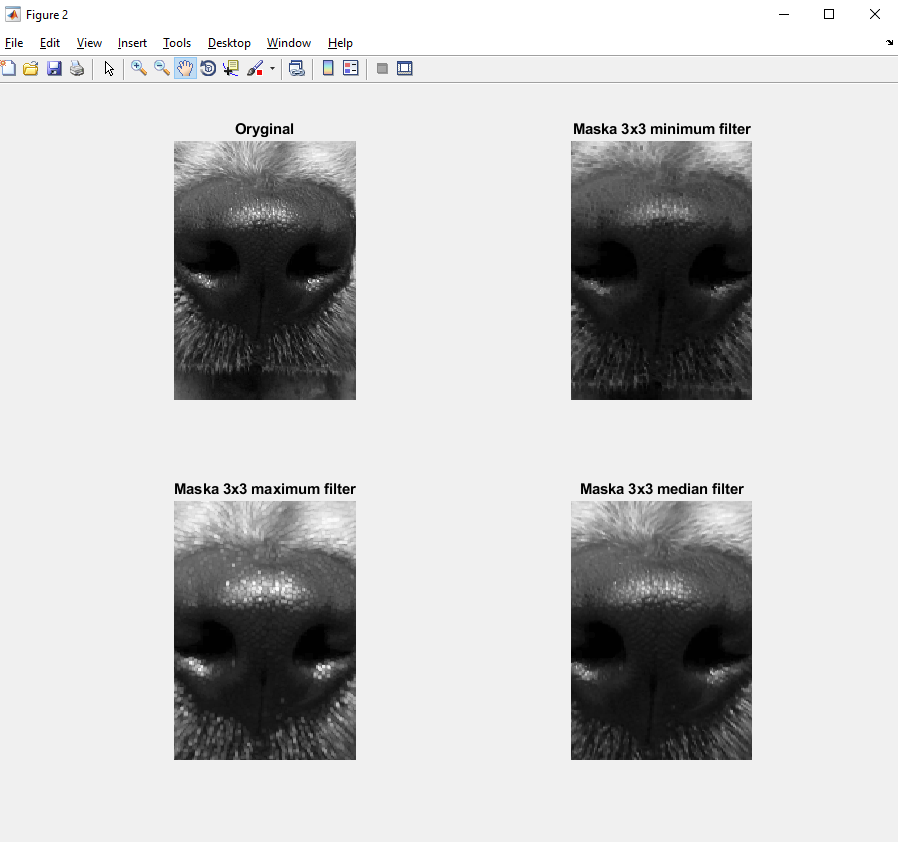 Figure 2
File Edit View Insert Tools Desktop Window Help
Oryginal
Maska 3x3 minimum filter
Maska 3x3 maximum filter
Maska 3x3 median filter